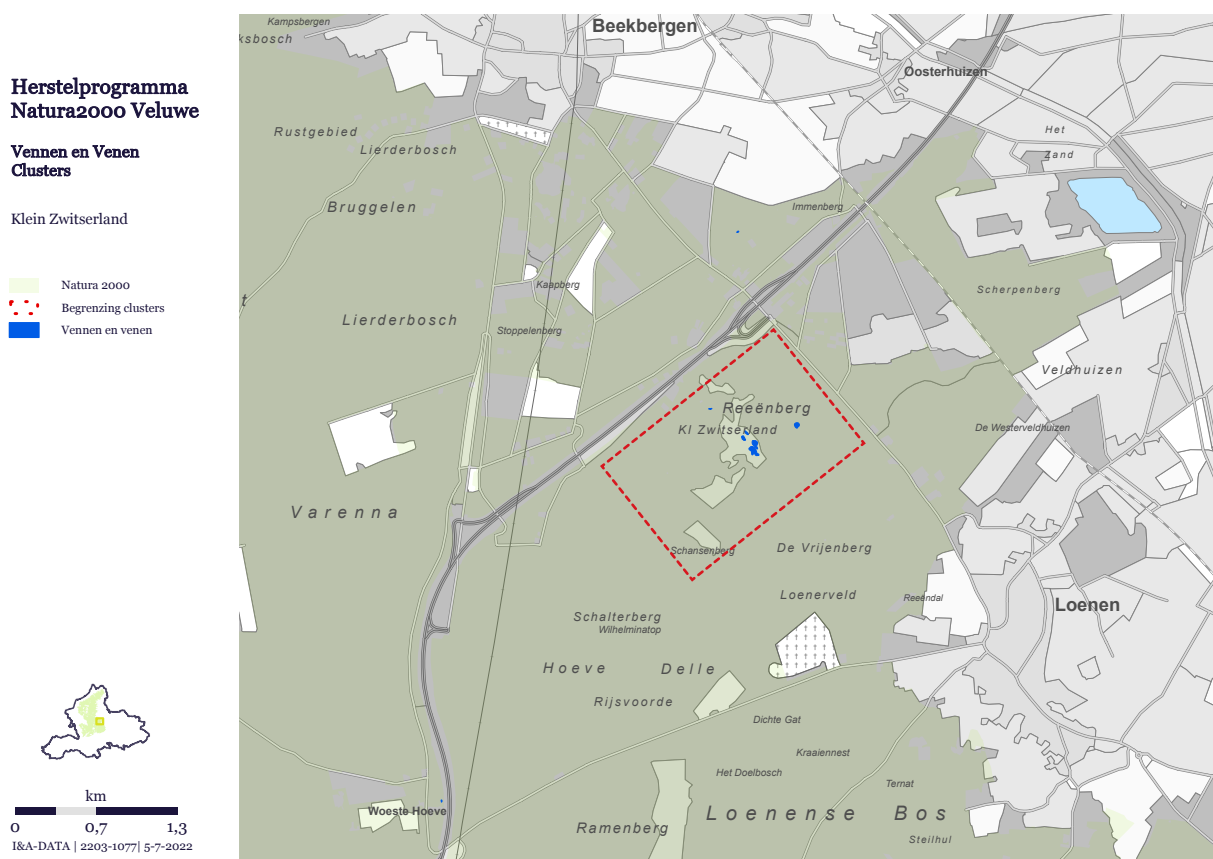 Herstelprogramma
Natura2000 Veluwe
Vennen en Venen
Clusters
Klein Zwitserland
Natura 2000
Begrenzing clusters
Vennen en venen
km
0 0,7 1,3
I&A-DATA | 2203-1077| 5-7-2022
Kampsbergen
ksbosch
Beekbergen
Oosterhuizen
Rustgebied
Lierderbosch
Het
Zand
Bruggelen
Immenberg
Kaapberg
Scherpenberg
t
Lierderbosch
Stoppelenberg
Veldhuizen
Reeënberg
Kl Zwitserland
De Westerveldhuizen
Varenna
Schansenberg
De Vrijenberg
Loenerveld
Reeëndal
Loenen
Schalterberg
Wilhelminatop
Hoeve Delle
Rijsvoorde
Dichte Gat
Kraaiennest
Het Doelbosch
Ternat
Woeste Hoeve
Loenense Bos
Ramenberg
Steilhul